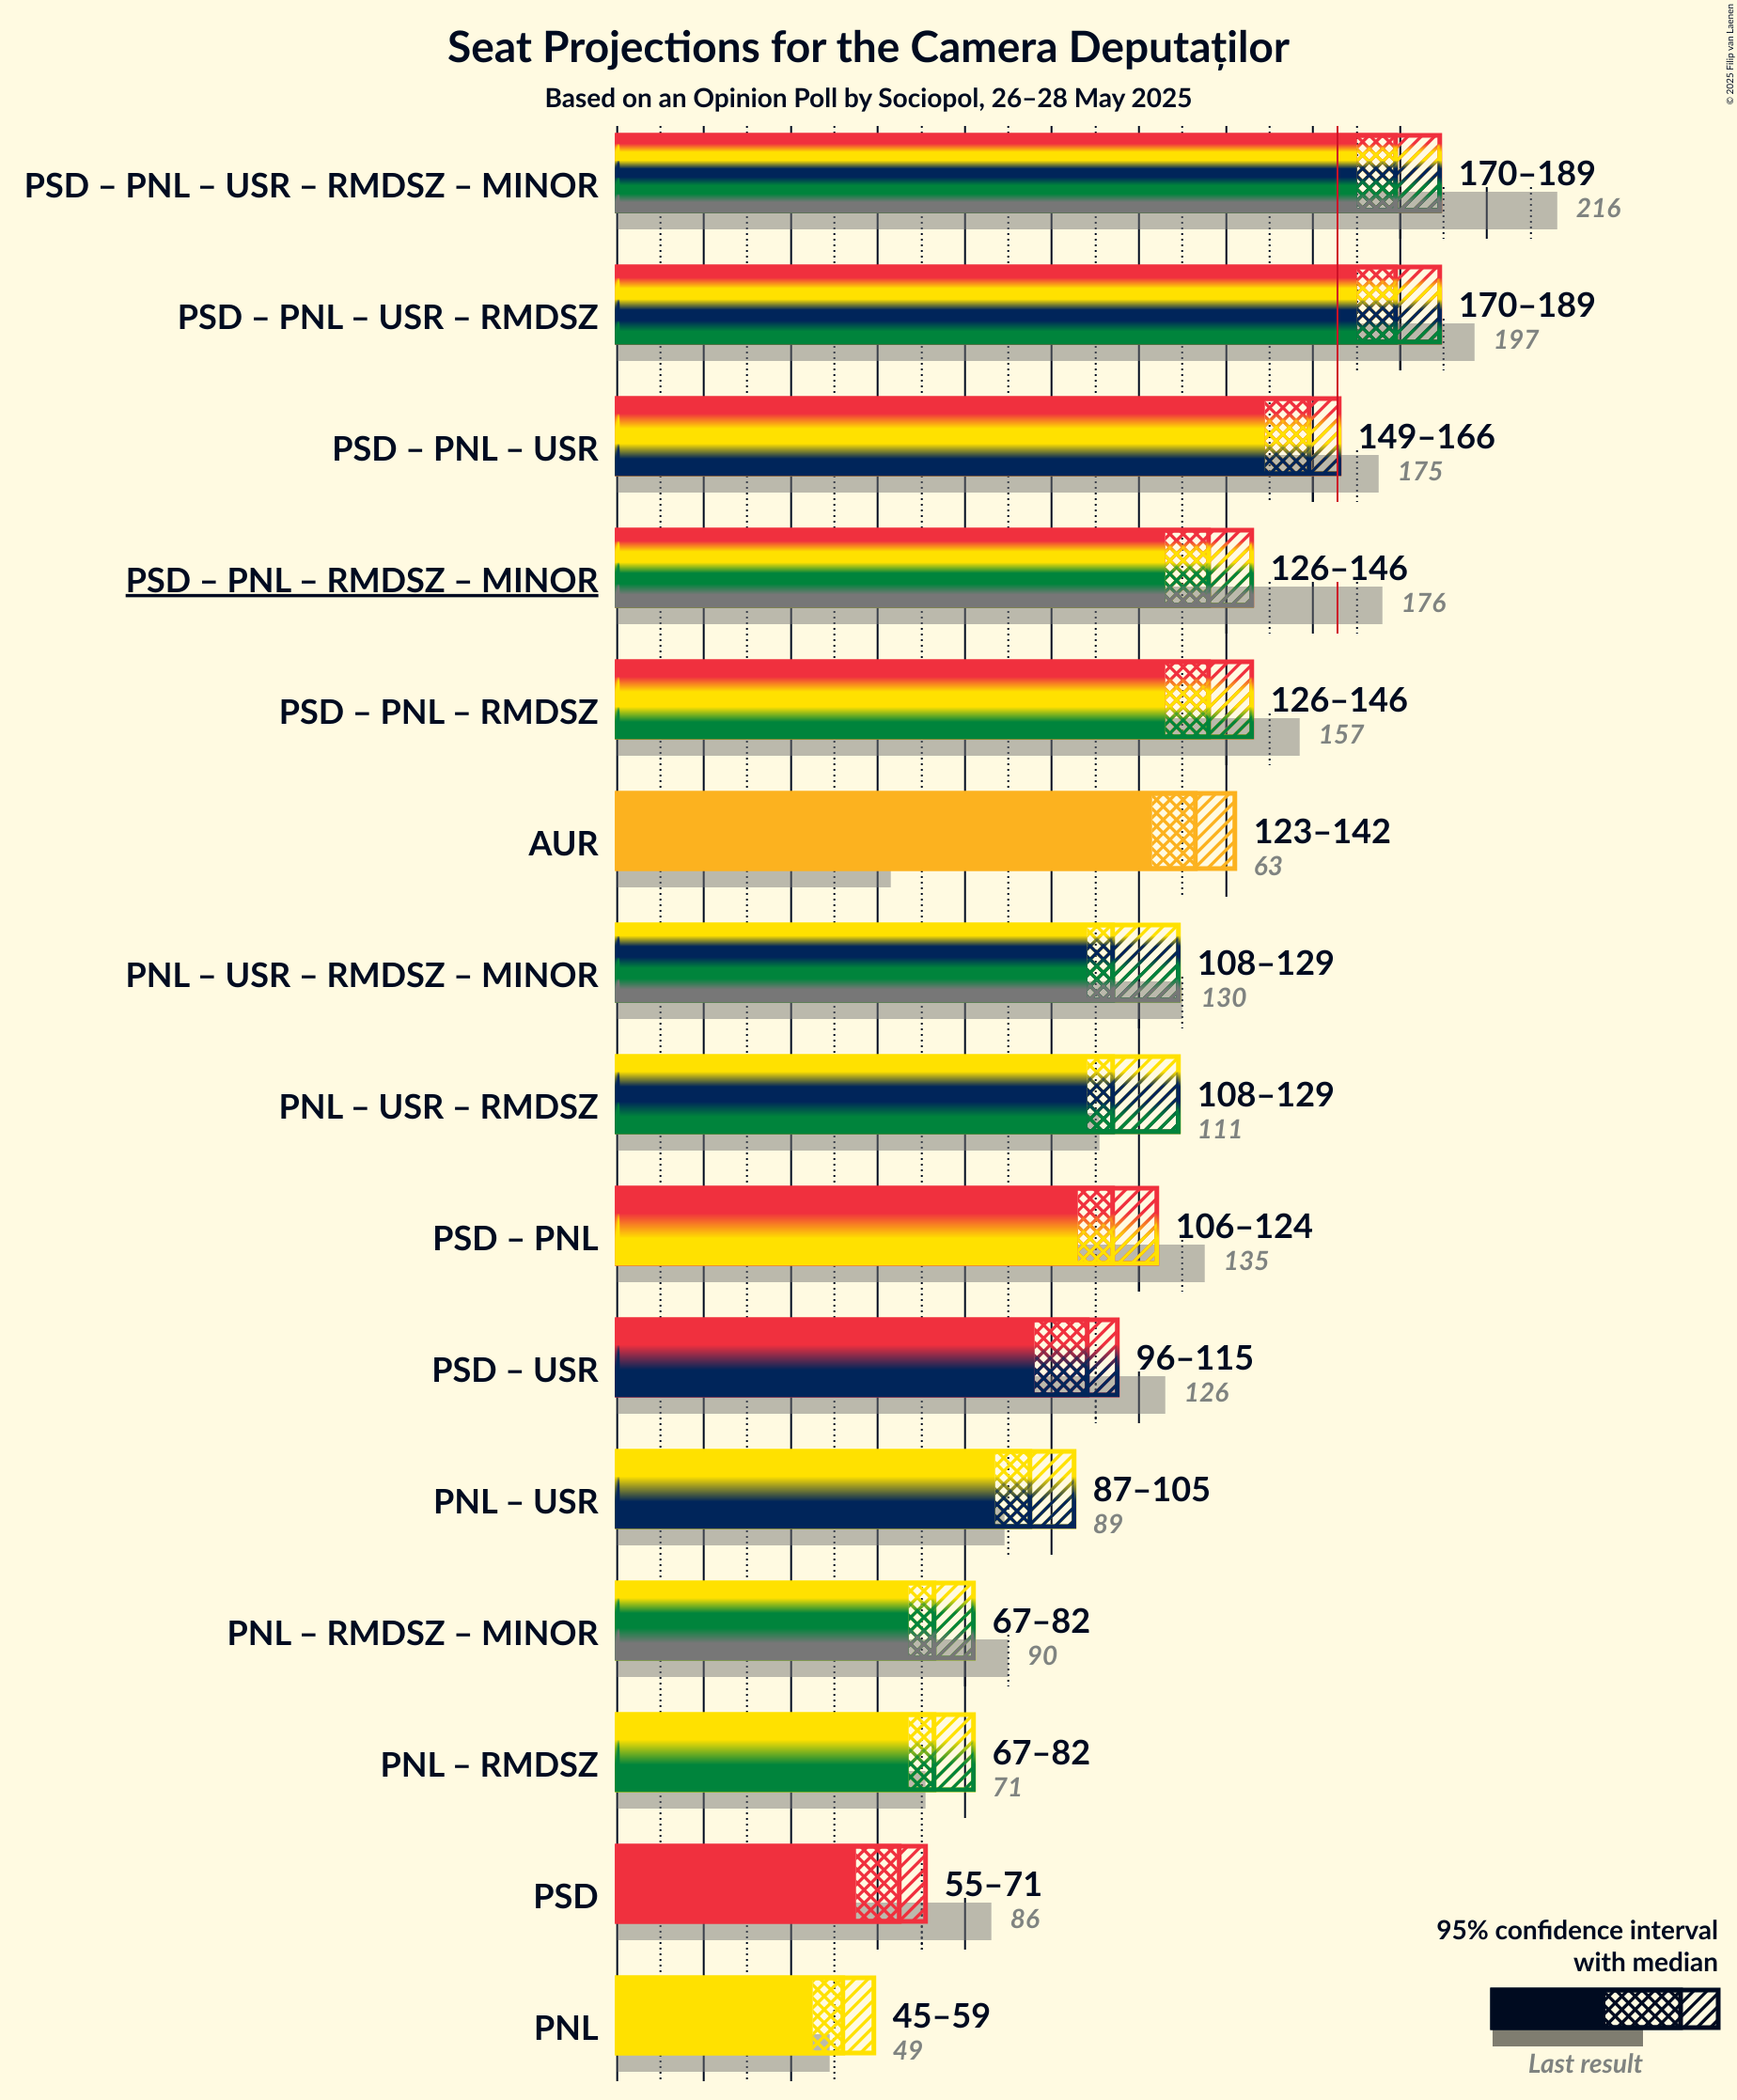 Seat Projections for the Camera Deputaților
Based on an Opinion Poll by Sociopol, 26–28 May 2025
© 2025 Filip van Laenen
PSD – PNL – USR – RMDSZ – MINOR
170–189
216
PSD – PNL – USR – RMDSZ
170–189
197
PSD – PNL – USR
149–166
175
PSD – PNL – RMDSZ – MINOR
126–146
176
PSD – PNL – RMDSZ
126–146
157
AUR
123–142
63
PNL – USR – RMDSZ – MINOR
108–129
130
PNL – USR – RMDSZ
108–129
111
PSD – PNL
106–124
135
PSD – USR
96–115
126
PNL – USR
87–105
89
PNL – RMDSZ – MINOR
67–82
90
PNL – RMDSZ
67–82
71
PSD
55–71
86
PNL
45–59
49
95% confidence interval
with median
Last result